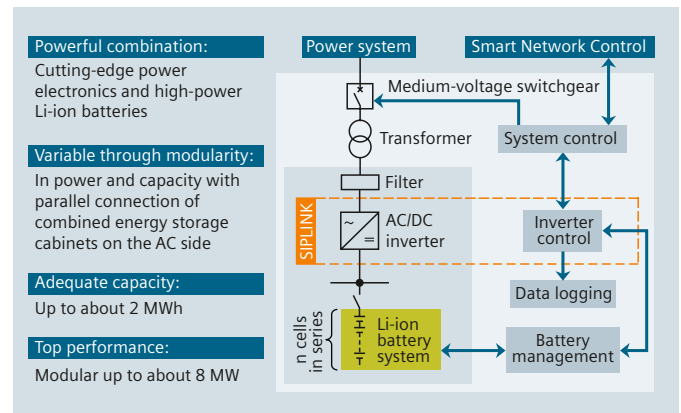 Powerful combination:
Cutting-edge power
electronics and high-power
Li-ion batteries
Variable through modularity:
In power and capacity with
parallel connection of
combined energy storage
cabinets on the AC side
Adequate capacity:
Up to about 2 MWh
Top performance:
Modular up to about 8 MW
Power system
Smart Network Control
Medium-voltage switchgear
Transformer
System control
Filter
SIPLINK
AC/DC
inverter
Inverter
control
Data logging
n cells
in series
Li-ion
battery
system
Battery
management